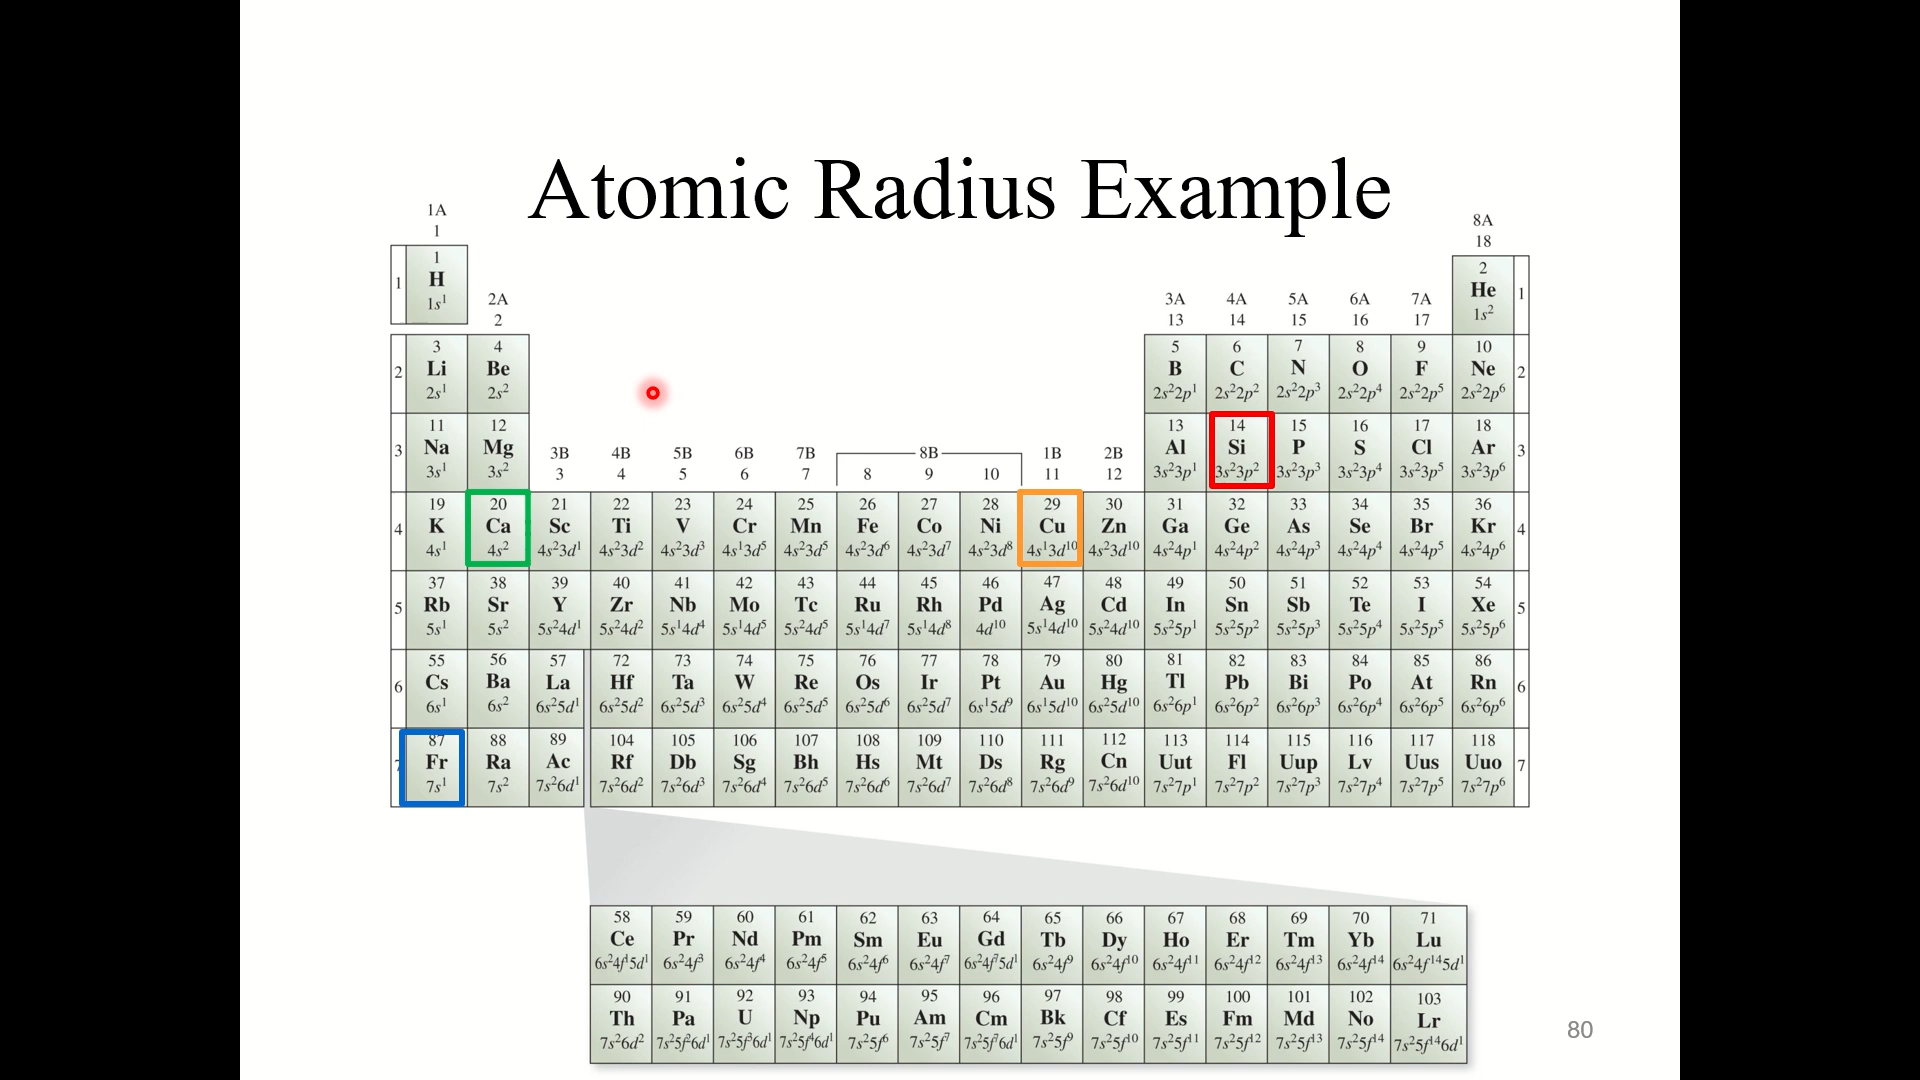 Atomic Radius Example
1A
1
8A
18
1
H
1s¹
1
2
He
1s²
1
2A
2
3A 4A 5A 6A 7A
13 14 15 16 17
3 4 5 6 7 8 9 10
2 Li Be B C N O F Ne 2
2s¹ 2s² 2s²2p¹ 2s²2p² 2s²2p³ 2s²2p⁴ 2s²2p⁵ 2s²2p⁶
11 12 13 14 15 16 17 18
3 Na Mg Al Si P S Cl Ar 3
3s¹ 3s² 3s²3p¹ 3s²3p² 3s²3p³ 3s²3p⁴ 3s²3p⁵ 3s²3p⁶
3B 4B 5B 6B 7B 8B 1B 2B
3 4 5 6 7 8 9 10 11 12
19 20 21 22 23 24 25 26 27 28 29 30 31 32 33 34 35 36
4 K Ca Sc Ti V Cr Mn Fe Co Ni Cu Zn Ga Ge As Se Br Kr 4
4s¹ 4s² 4s²3d¹ 4s²3d² 4s²3d³ 4s¹3d⁵ 4s²3d⁵ 4s²3d⁶ 4s²3d⁷ 4s²3d⁸ 4s¹3d¹⁰ 4s²3d¹⁰ 4s²4p¹ 4s²4p² 4s²4p³ 4s²4p⁴ 4s²4p⁵ 4s²4p⁶
37 38 39 40 41 42 43 44 45 46 47 48 49 50 51 52 53 54
5 Rb Sr Y Zr Nb Mo Tc Ru Rh Pd Ag Cd In Sn Sb Te I Xe 5
5s¹ 5s² 5s²4d¹ 5s²4d² 5s¹4d⁴ 5s¹4d⁵ 5s²4d⁵ 5s¹4d⁷ 5s¹4d⁸ 4d¹⁰ 5s¹4d¹⁰ 5s²4d¹⁰ 5s²5p¹ 5s²5p² 5s²5p³ 5s²5p⁴ 5s²5p⁵ 5s²5p⁶
55 56 57 72 73 74 75 76 77 78 79 80 81 82 83 84 85 86
6 Cs Ba La Hf Ta W Re Os Ir Pt Au Hg Tl Pb Bi Po At Rn 6
6s¹ 6s² 6s²5d¹ 6s²5d² 6s²5d³ 6s²5d⁴ 6s²5d⁵ 6s²5d⁶ 6s²5d⁷ 6s¹5d⁹ 6s¹5d¹⁰ 6s²5d¹⁰ 6s²6p¹ 6s²6p² 6s²6p³ 6s²6p⁴ 6s²6p⁵ 6s²6p⁶
87 88 89 104 105 106 107 108 109 110 111 112 113 114 115 116 117 118
7 Fr Ra Ac Rf Db Sg Bh Hs Mt Ds Rg Cn Uut Fl Uup Lv Uus Uuo 7
7s¹ 7s² 7s²6d¹ 7s²6d² 7s²6d³ 7s²6d⁴ 7s²6d⁵ 7s²6d⁶ 7s²6d⁷ 7s²6d⁸ 7s²6d⁹ 7s²6d¹⁰ 7s²7p¹ 7s²7p² 7s²7p³ 7s²7p⁴ 7s²7p⁵ 7s²7p⁶
58 59 60 61 62 63 64 65 66 67 68 69 70 71
Ce Pr Nd Pm Sm Eu Gd Tb Dy Ho Er Tm Yb Lu
6s²4f¹5d¹ 6s²4f³ 6s²4f⁴ 6s²4f⁵ 6s²4f⁶ 6s²4f⁷ 6s²4f⁷5d¹ 6s²4f⁹ 6s²4f¹⁰ 6s²4f¹¹ 6s²4f¹² 6s²4f¹³ 6s²4f¹⁴ 6s²4f¹⁴5d¹
90 91 92 93 94 95 96 97 98 99 100 101 102 103
Th Pa U Np Pu Am Cm Bk Cf Es Fm Md No Lr
7s²6d² 7s²5f²6d¹ 7s²5f³6d¹ 7s²5f⁴6d¹ 7s²5f⁶ 7s²5f⁷ 7s²5f⁷6d¹ 7s²5f⁹ 7s²5f¹⁰ 7s²5f¹¹ 7s²5f¹² 7s²5f¹³ 7s²5f¹⁴ 7s²5f¹⁴6d¹
80